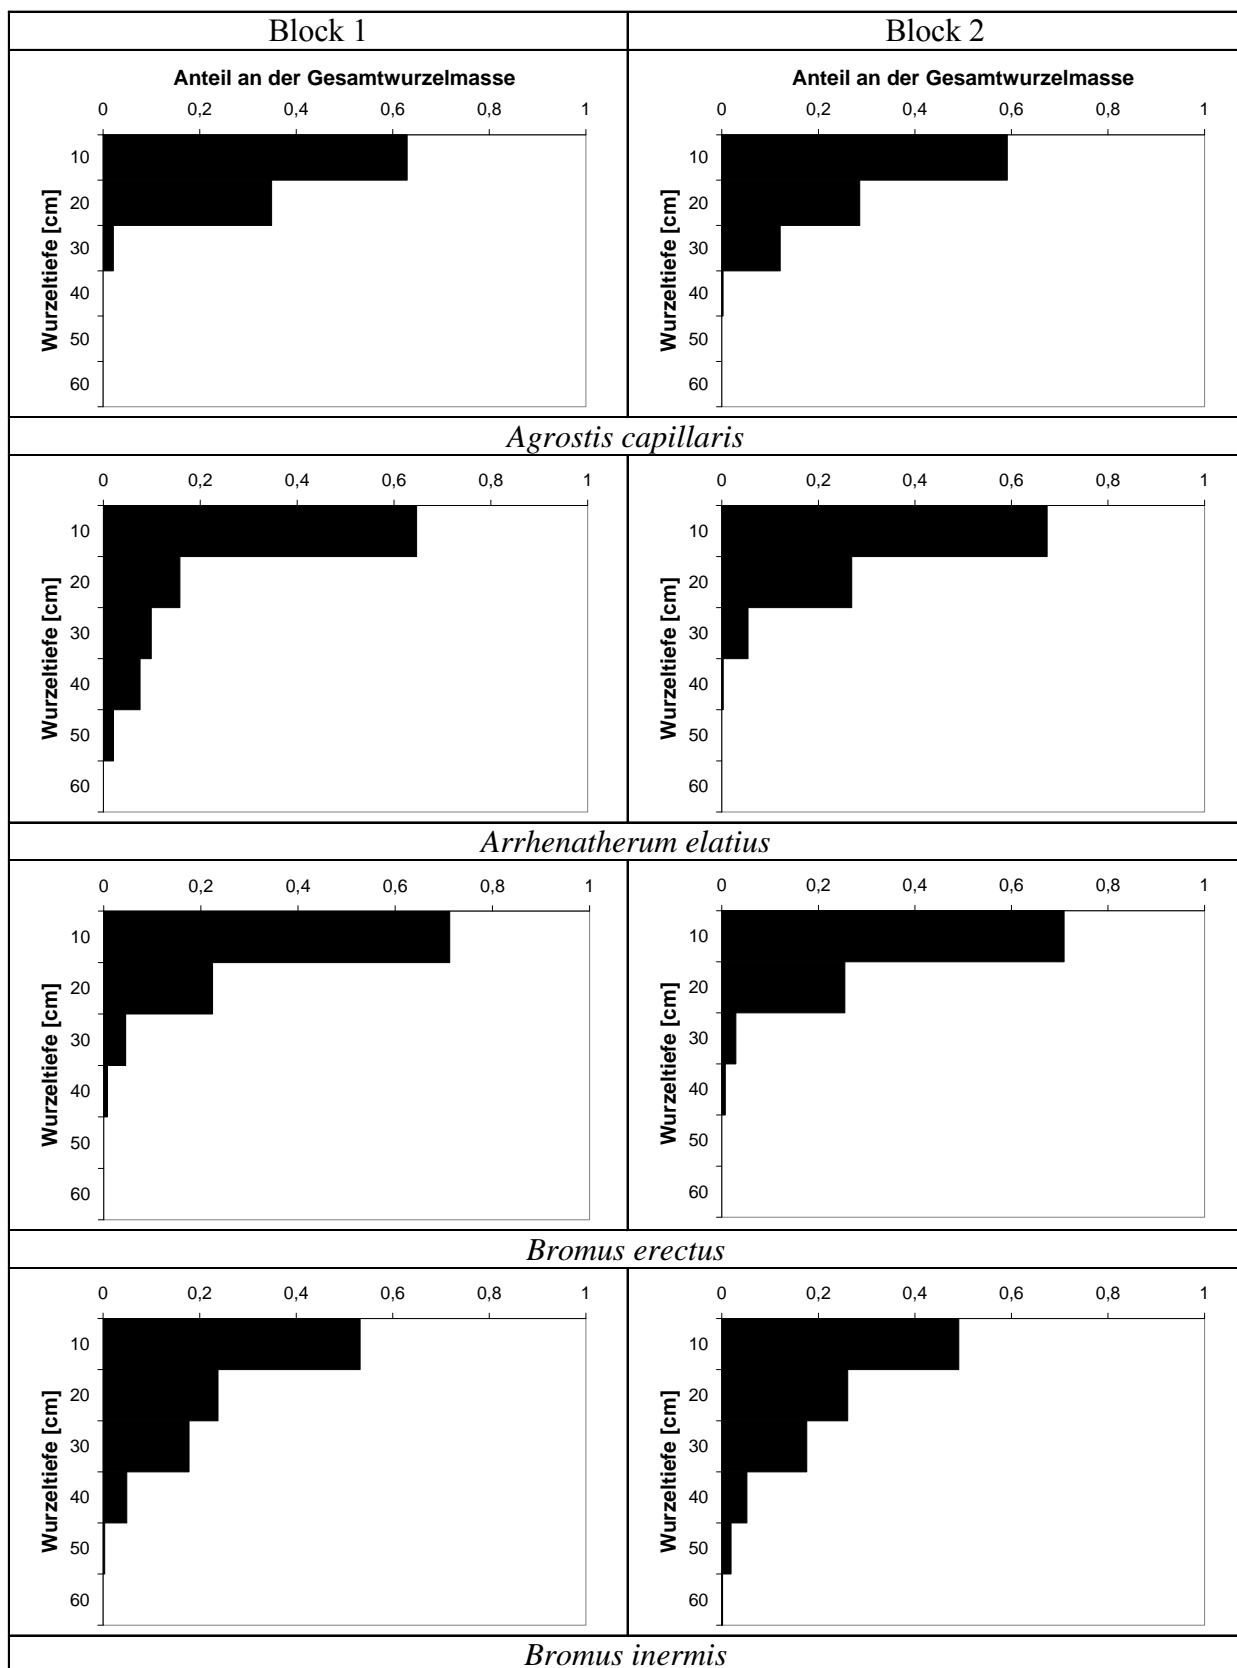 Block 1 Block 2
Anteil an der Gesamtwurzelmasse Anteil an der Gesamtwurzelmasse
0 0,2 0,4 0,6 0,8 1 0 0,2 0,4 0,6 0,8 1
Wurzeltiefe [cm] Wurzeltiefe [cm]
10 10
20 20
30 30
40 40
50 50
60 60
Agrostis capillaris
0 0,2 0,4 0,6 0,8 1 0 0,2 0,4 0,6 0,8 1
Wurzeltiefe [cm] Wurzeltiefe [cm]
10 10
20 20
30 30
40 40
50 50
60 60
Arrhenatherum elatius
0 0,2 0,4 0,6 0,8 1 0 0,2 0,4 0,6 0,8 1
Wurzeltiefe [cm] Wurzeltiefe [cm]
10 10
20 20
30 30
40 40
50 50
60 60
Bromus erectus
0 0,2 0,4 0,6 0,8 1 0 0,2 0,4 0,6 0,8 1
Wurzeltiefe [cm] Wurzeltiefe [cm]
10 10
20 20
30 30
40 40
50 50
60 60
Bromus inermis